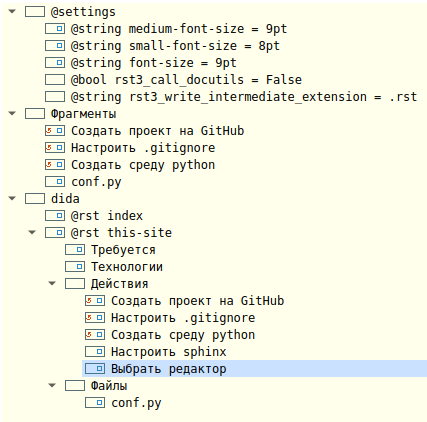 @settings
@string medium-font-size = 9pt
@string small-font-size = 8pt
@string font-size = 9pt
@bool rst3_call_docutils = False
@string rst3_write_intermediate_extension = .rst
Фрагменты
Создать проект на GitHub
Настроить .gitignore
Создать среду python
conf.py
dida
@rst index
@rst this-site
Требуется
Технологии
Действия
Создать проект на GitHub
Настроить .gitignore
Создать среду python
Настроить sphinx
Выбрать редактор
Файлы
conf.py